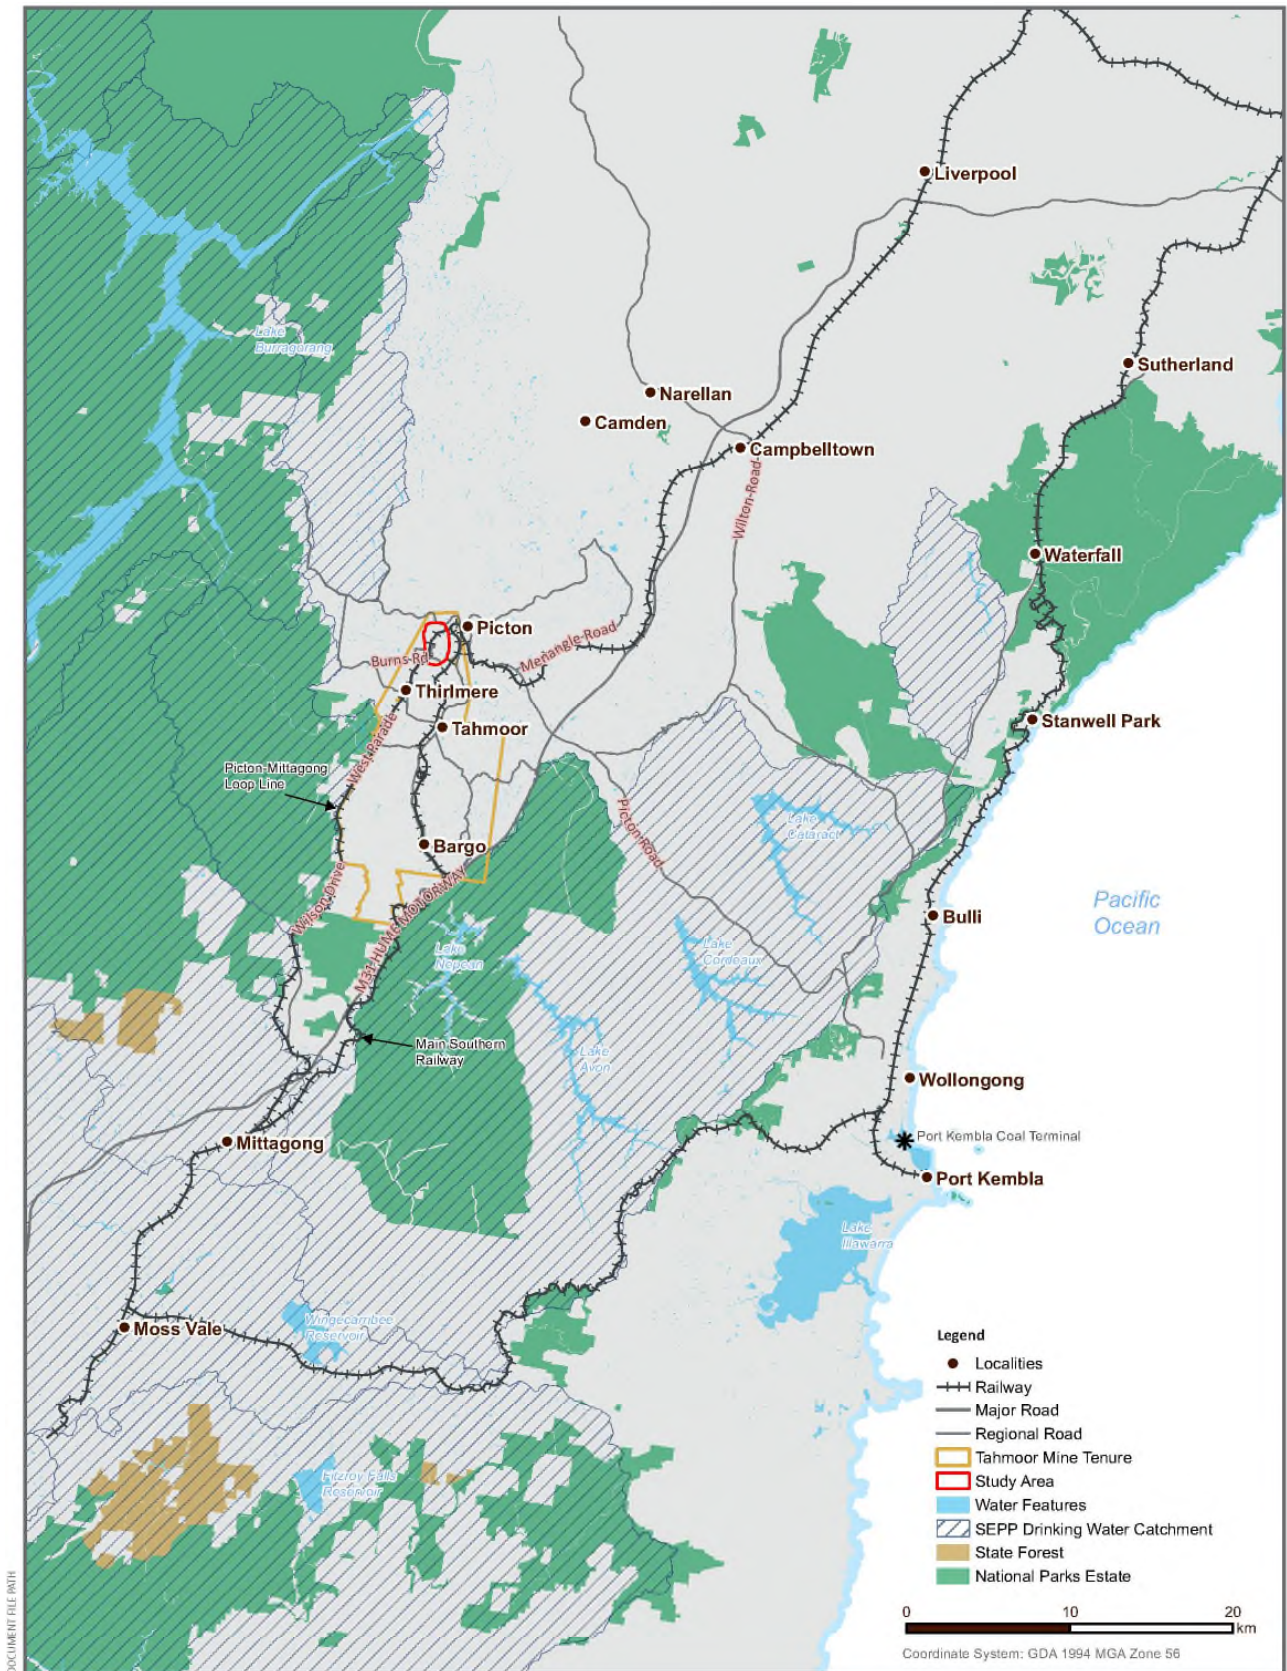 Liverpool
Lake
Burragorang
Sutherland
Narellan
Camden
Campbelltown
Wilton-Road
Waterfall
Picton
Menangle-Road
Burns-Rd
Thirlmere
Stanwell Park
Tahmoor
West-Parade
Picton-Mittagong
Loop Line
Picton-Road
Lake
Cataract
Bargo
Wilson-Drive
M31-HUME-MOTORWAY
Pacific
Ocean
Bulli
Lake
Nepean
Lake
Cordeaux
Main Southern
Railway
Lake
Avon
Wollongong
Port Kembla Coal Terminal
Mittagong
Port Kembla
Lake
Illawarra
Wingecarribee
Reservoir
Moss Vale
Fitzroy Falls
Reservoir
Legend
Localities
Railway
Major Road
Regional Road
Tahmoor Mine Tenure
Study Area
Water Features
SEPP Drinking Water Catchment
State Forest
National Parks Estate
0 10 20
km
Coordinate System: GDA 1994 MGA Zone 56
DOCUMENT FILE PATH